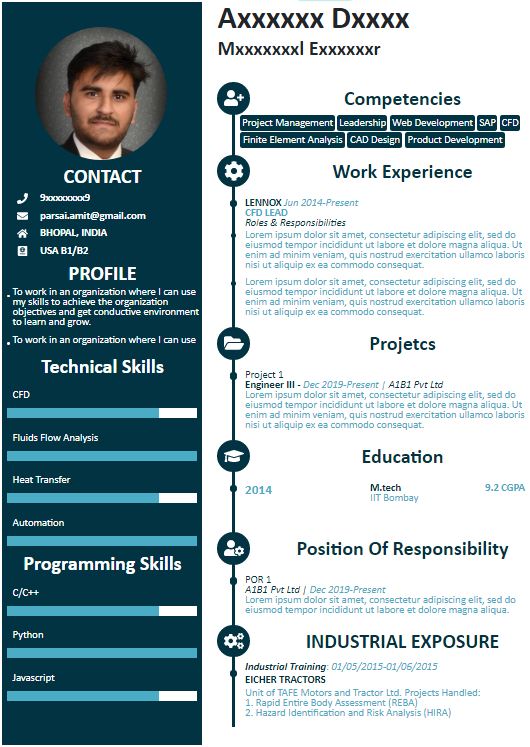 Axxxxxx Dxxxx
Mxxxxxxxl Exxxxxxr
CONTACT
9xxxxxxxx9
parsai.amit@gmail.com
BHOPAL, INDIA
USA B1/B2
PROFILE
To work in an organization where I can use
my skills to achieve the organization
objectives and get conductive environment
to learn and grow.
To work in an organization where I can use
Technical Skills
CFD
Fluids Flow Analysis
Heat Transfer
Automation
Programming Skills
C/C++
Python
Javascript
Competencies
Project Management Leadership Web Development SAP CFD
Finite Element Analysis CAD Design Product Development
Work Experience
LENNOX Jun 2014-Present
CFD LEAD
Roles & Responsibilities
Lorem ipsum dolor sit amet, consectetur adipiscing elit, sed do
eiusmod tempor incididunt ut labore et dolore magna aliqua. Ut
enim ad minim veniam, quis nostrud exercitation ullamco laboris
nisi ut aliquip ex ea commodo consequat.
Lorem ipsum dolor sit amet, consectetur adipiscing elit, sed do
eiusmod tempor incididunt ut labore et dolore magna aliqua. Ut
enim ad minim veniam, quis nostrud exercitation ullamco laboris
nisi ut aliquip ex ea commodo consequat.
Projetcs
Project 1
Engineer III - Dec 2019-Present | A1B1 Pvt Ltd
Lorem ipsum dolor sit amet, consectetur adipiscing elit, sed do
eiusmod tempor incididunt ut labore et dolore magna aliqua. Ut
enim ad minim veniam, quis nostrud exercitation ullamco laboris
nisi ut aliquip ex ea commodo consequat.
Education
2014 M.tech 9.2 CGPA
IIT Bombay
Position Of Responsibility
POR 1
A1B1 Pvt Ltd | Dec 2019-Present
Lorem ipsum dolor sit amet, consectetur adipiscing elit, sed do
eiusmod tempor incididunt ut labore et dolore magna aliqua.
INDUSTRIAL EXPOSURE
Industrial Training: 01/05/2015-01/06/2015
EICHER TRACTORS
Unit of TAFE Motors and Tractor Ltd. Projects Handled:
1. Rapid Entire Body Assessment (REBA)
2. Hazard Identification and Risk Analysis (HIRA)